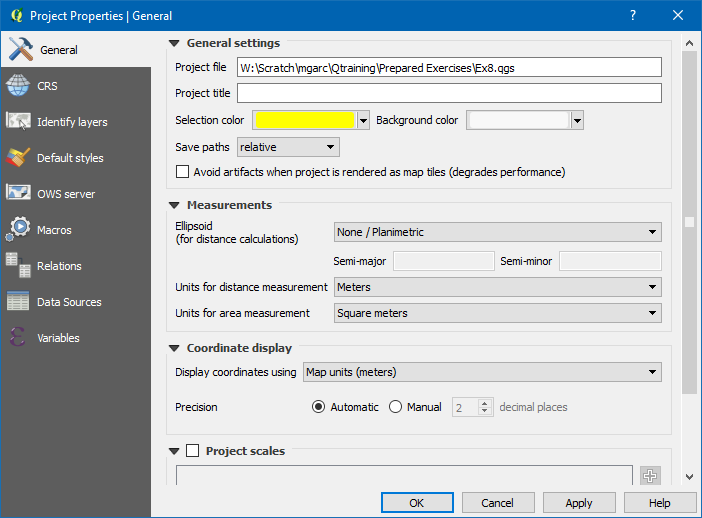 Project Properties | General
General
CRS
Identify layers
Default styles
OWS server
Macros
Relations
Data Sources
Variables
General settings
Project file W:\Scratch\mgarc\Qtraining\Prepared Exercises\Ex8.qgs
Project title
Selection color Background color
Save paths relative
Avoid artifacts when project is rendered as map tiles (degrades performance)
Measurements
Ellipsoid
(for distance calculations) None / Planimetric
Semi-major Semi-minor
Units for distance measurement Meters
Units for area measurement Square meters
Coordinate display
Display coordinates using Map units (meters)
Precision Automatic Manual 2 decimal places
Project scales
OK Cancel Apply Help